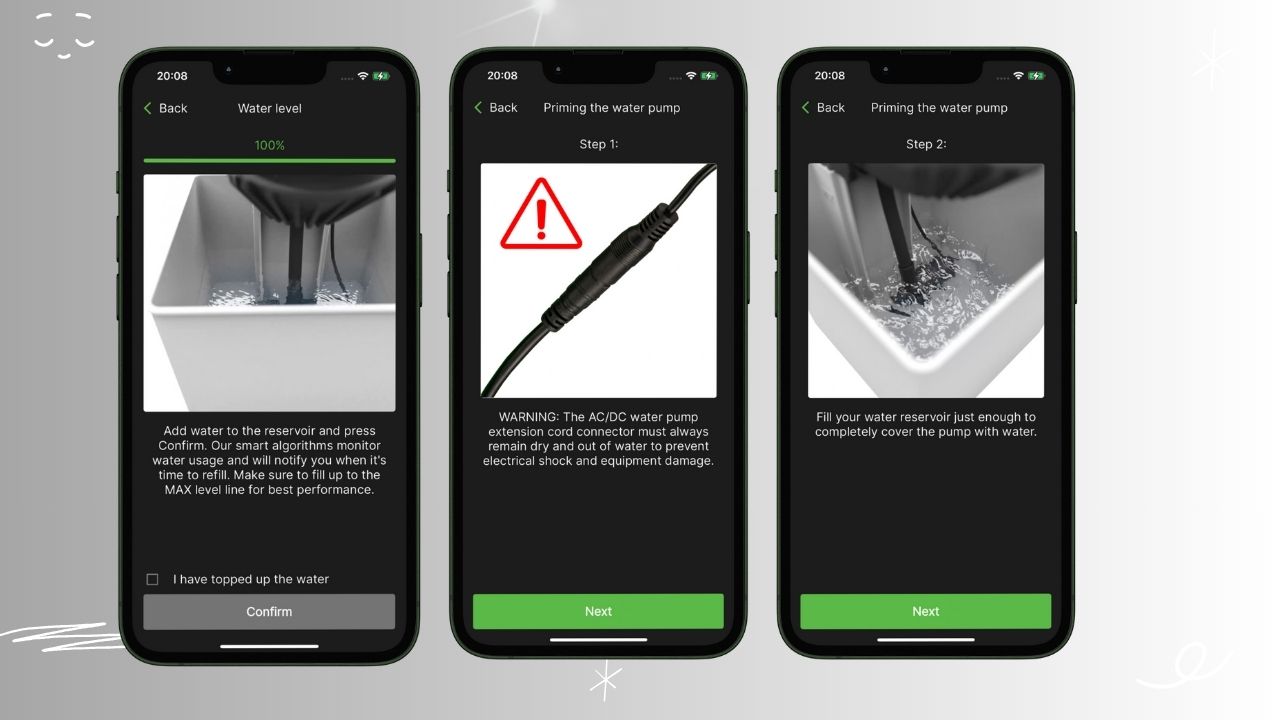 20:08
Back
Water level
100%
Add water to the reservoir and press
Confirm. Our smart algorithms monitor
water usage and will notify you when it's
time to refill. Make sure to fill up to the
MAX level line for best performance.
I have topped up the water
Confirm
20:08
Back
Priming the water pump
Step 1:
WARNING: The AC/DC water pump
extension cord connector must always
remain dry and out of water to prevent
electrical shock and equipment damage.
Next
20:08
Back
Priming the water pump
Step 2:
Fill your water reservoir just enough to
completely cover the pump with water.
Next